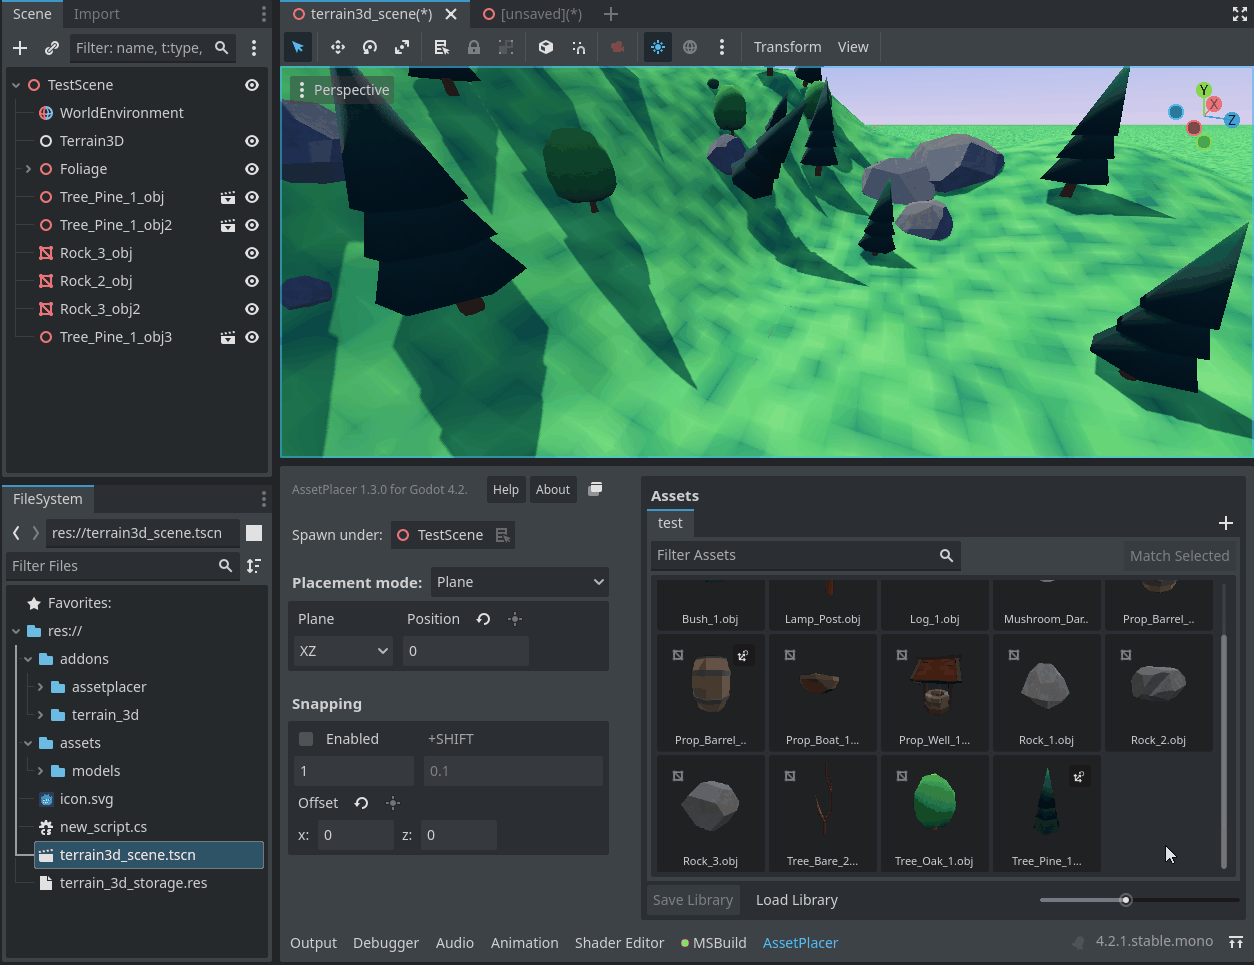 Scene
Import
terrain3d_scene(*)
[unsaved](*)
Filter: name, t:type,
Transform
View
TestScene
WorldEnvironment
Terrain3D
Foliage
Tree_Pine_1_obj
Tree_Pine_1_obj2
Rock_3_obj
Rock_2_obj
Rock_3_obj2
Tree_Pine_1_obj3
Perspective
Y
X
Z
FileSystem
res://terrain3d_scene.tscn
Filter Files
Favorites:
res://
addons
assetplacer
terrain_3d
assets
models
icon.svg
new_script.cs
terrain3d_scene.tscn
terrain_3d_storage.res
AssetPlacer 1.3.0 for Godot 4.2.
Help
About
Spawn under:
TestScene
Placement mode:
Plane
Plane
Position
XZ
0
Snapping
Enabled
+SHIFT
1
0.1
Offset
x:
0
z:
0
Assets
test
Filter Assets
Match Selected
Bush_1.obj
Lamp_Post.obj
Log_1.obj
Mushroom_Dar..
Prop_Barrel_..
Prop_Barrel_..
Prop_Boat_1...
Prop_Well_1...
Rock_1.obj
Rock_2.obj
Rock_3.obj
Tree_Bare_2...
Tree_Oak_1.obj
Tree_Pine_1...
Save Library
Load Library
Output
Debugger
Audio
Animation
Shader Editor
MSBuild
AssetPlacer
4.2.1.stable.mono